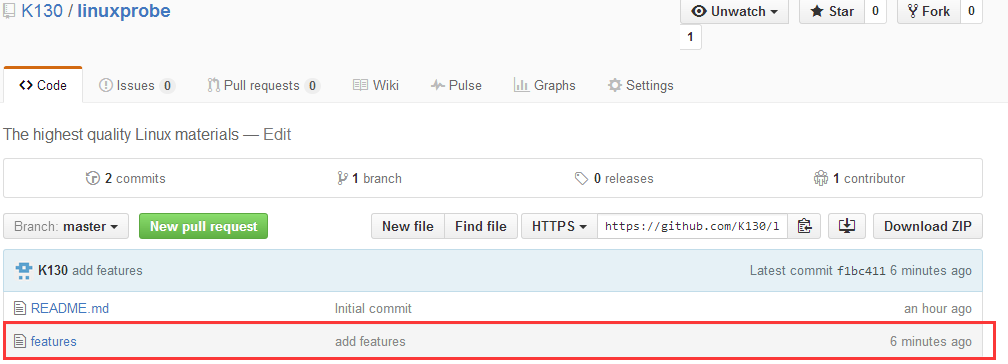 K130 / linuxprobe Unwatch 1 Star 0 Fork 0
Code Issues 0 Pull requests 0 Wiki Pulse Graphs Settings
The highest quality Linux materials — Edit
2 commits 1 branch 0 releases 1 contributor
Branch: master New pull request New file Find file HTTPS https://github.com/K130/l Download ZIP
K130 add features Latest commit f1bc411 6 minutes ago
README.md Initial commit an hour ago
features add features 6 minutes ago